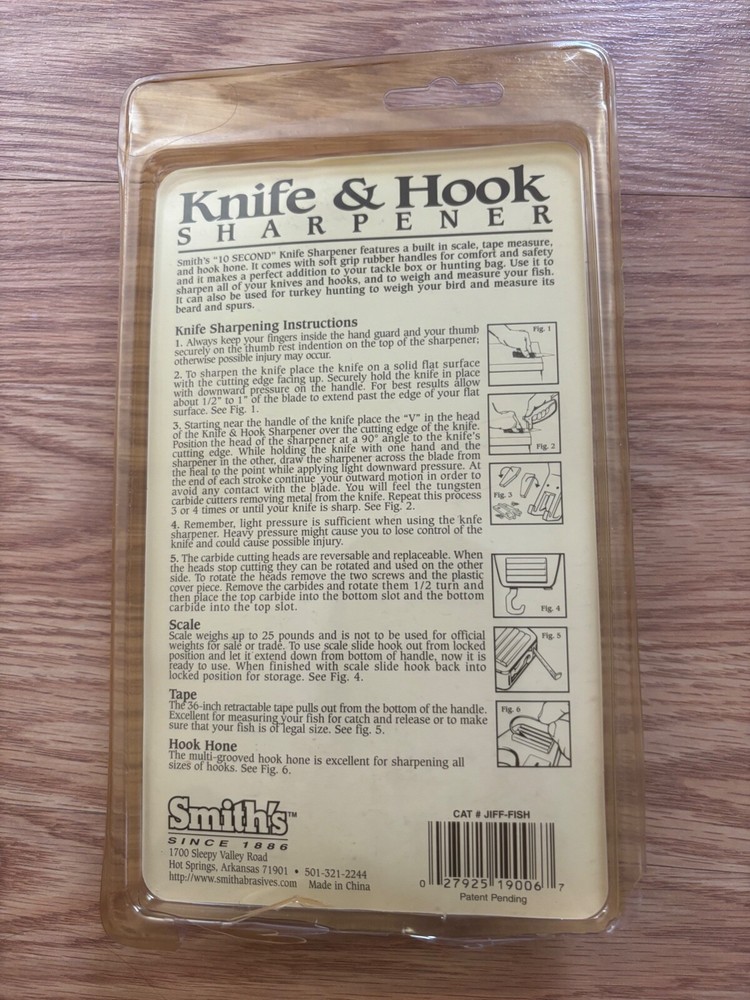 Knife & Hook
SHARPENER
Smith's "10 SECOND" Knife Sharpener features a built in scale, tape measure,
and hook hone. It comes with soft grip rubber handles for comfort and safety
and it makes a perfect addition to your tackle box or hunting bag. Use it to
sharpen all of your knives and hooks, and to weigh and measure your fish.
It can also be used for turkey hunting to weigh your bird and measure its
beard and spurs.
Knife Sharpening Instructions
1. Always keep your fingers inside the hand guard and your thumb
securely on the thumb rest indention on the top of the sharpener;
otherwise possible injury may occur.
2. To sharpen the knife place the knife on a solid flat surface
with the cutting edge facing up. Securely hold the knife in place
with downward pressure on the handle. For best results allow
about 1/2" to 1" of the blade to extend past the edge of your flat
surface. See Fig. 1.
3. Starting near the handle of the knife place the "V" in the head
of the Knife & Hook Sharpener over the cutting edge of the knife.
Position the head of the sharpener at a 90° angle to the knife's
cutting edge. While holding the knife with one hand and the
sharpener in the other, draw the sharpener across the blade from
the heal to the point while applying light downward pressure. At
the end of each stroke continue your outward motion in order to
avoid any contact with the blade. You will feel the tungsten
carbide cutters removing metal from the knife. Repeat this process
3 or 4 times or until your knife is sharp. See Fig. 2.
4. Remember, light pressure is sufficient when using the knfe
sharpener. Heavy pressure might cause you to lose control of the
knife and could cause possible injury.
5. The carbide cutting heads are reversable and replaceable. When
the heads stop cutting they can be rotated and used on the other
side. To rotate the heads remove the two screws and the plastic
cover piece. Remove the carbides and rotate them 1/2 turn and
then place the top carbide into the bottom slot and the bottom
carbide into the top slot.
Scale
Scale weighs up to 25 pounds and is not to be used for official
weights for sale or trade. To use scale slide hook out from locked
position and let it extend down from bottom of handle, now it is
ready to use. When finished with scale slide hook back into
locked position for storage. See Fig. 4.
Tape
The 36-inch retractable tape pulls out from the bottom of the handle.
Excellent for measuring your fish for catch and release or to make
sure that your fish is of legal size. See fig. 5.
Hook Hone
The multi-grooved hook hone is excellent for sharpening all
sizes of hooks. See Fig. 6.
Fig. 1
Fig. 2
Fig. 3
Fig. 4
Fig. 5
Fig. 6
Smith's™
SINCE 1886
1700 Sleepy Valley Road
Hot Springs, Arkansas 71901 • 501-321-2244
http://www.smithabrasives.com Made in China
CAT # JIFF-FISH
0 27925 19006 7
Patent Pending